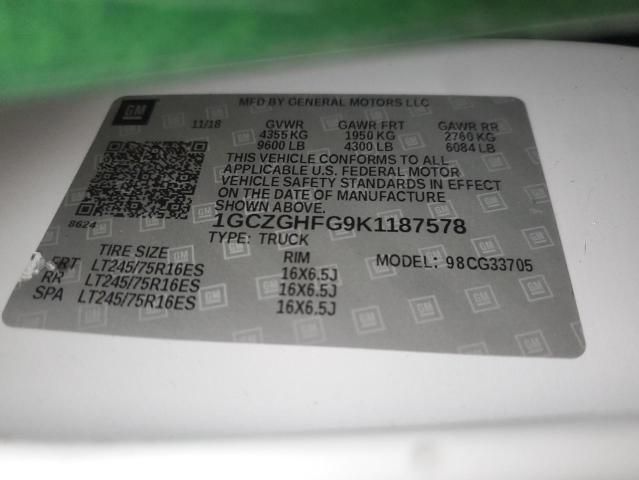 GM
MFD BY GENERAL MOTORS LLC
11/18 GVWR GAWR FRT GAWR RR
4355 KG 1950 KG 2760 KG
9600 LB 4300 LB 6084 LB
THIS VEHICLE CONFORMS TO ALL
APPLICABLE U.S. FEDERAL MOTOR
VEHICLE SAFETY STANDARDS IN EFFECT
ON THE DATE OF MANUFACTURE
SHOWN ABOVE.
8624
1GCZGHFG9K1187578
TYPE: TRUCK
TIRE SIZE RIM MODEL: 98CG33705
FRT LT245/75R16ES 16X6.5J
RR LT245/75R16ES 16X6.5J
SPA LT245/75R16ES 16X6.5J